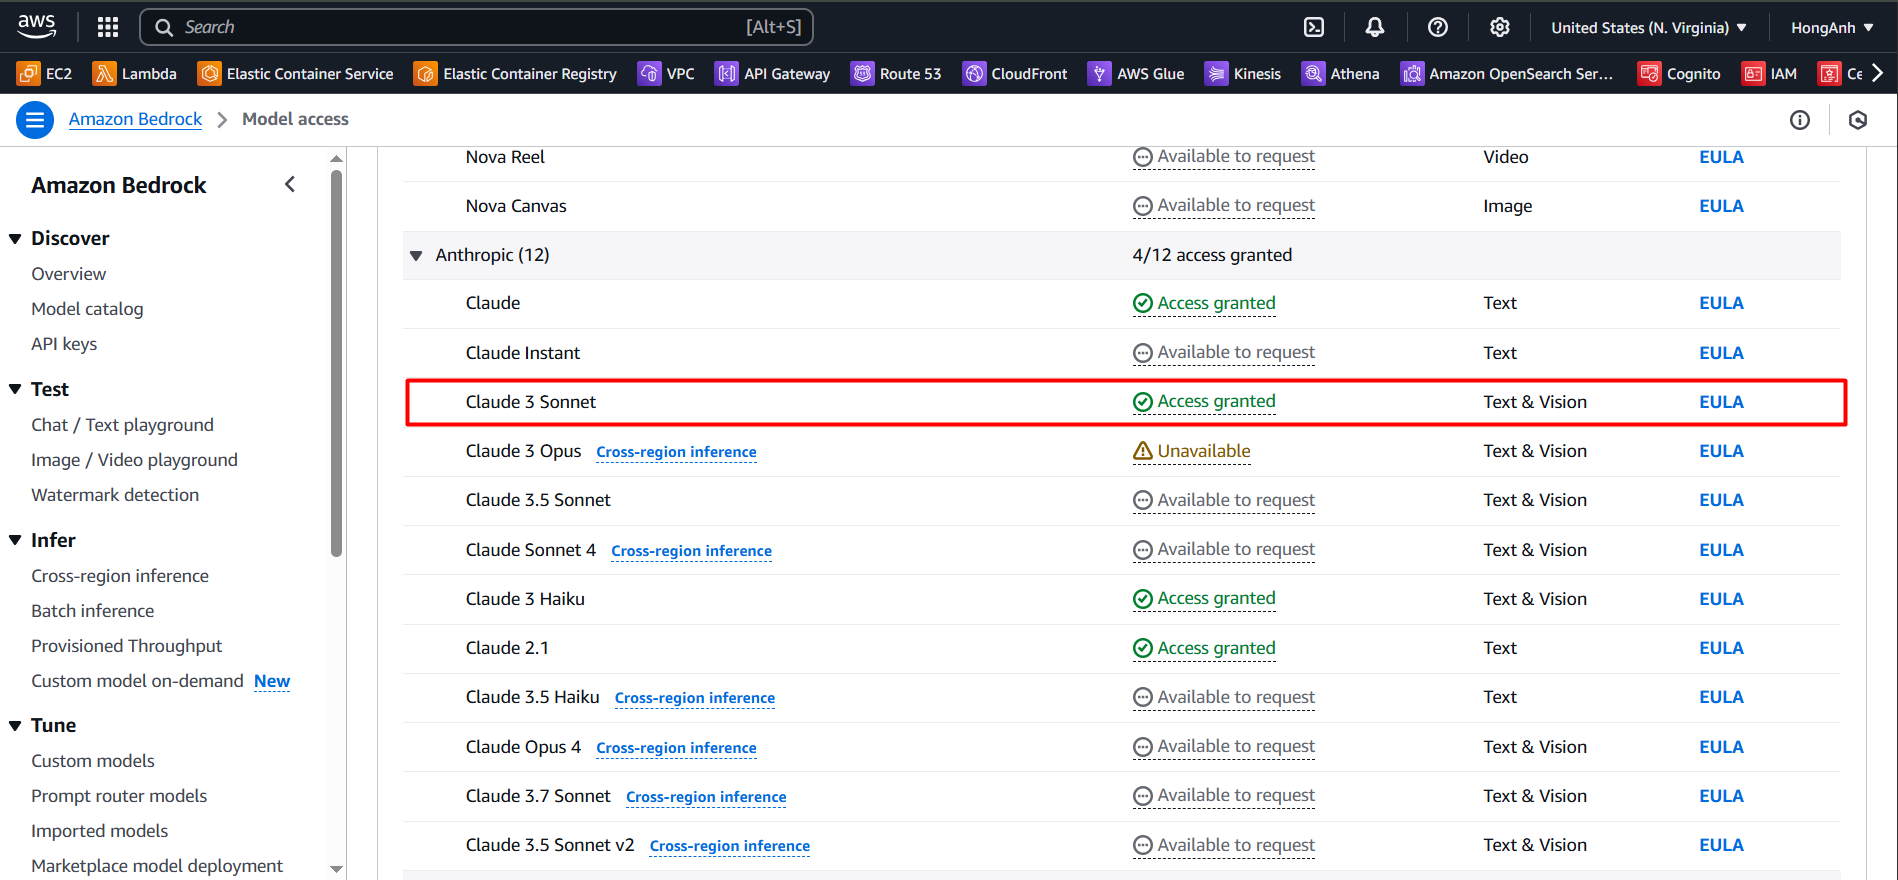 aws
Search [Alt+S]
United States (N. Virginia) HongAnh
EC2 Lambda Elastic Container Service Elastic Container Registry VPC API Gateway Route 53 CloudFront AWS Glue Kinesis Athena Amazon OpenSearch Ser... Cognito IAM Ce
Amazon Bedrock Model access
Amazon Bedrock
Discover
Overview
Model catalog
API keys
Test
Chat / Text playground
Image / Video playground
Watermark detection
Infer
Cross-region inference
Batch inference
Provisioned Throughput
Custom model on-demand New
Tune
Custom models
Prompt router models
Imported models
Marketplace model deployment
Nova Reel Available to request Video EULA
Nova Canvas Available to request Image EULA
Anthropic (12) 4/12 access granted
Claude Access granted Text EULA
Claude Instant Available to request Text EULA
Claude 3 Sonnet Access granted Text & Vision EULA
Claude 3 Opus Cross-region inference Unavailable Text & Vision EULA
Claude 3.5 Sonnet Available to request Text & Vision EULA
Claude Sonnet 4 Cross-region inference Available to request Text & Vision EULA
Claude 3 Haiku Access granted Text & Vision EULA
Claude 2.1 Access granted Text EULA
Claude 3.5 Haiku Cross-region inference Available to request Text EULA
Claude Opus 4 Cross-region inference Available to request Text & Vision EULA
Claude 3.7 Sonnet Cross-region inference Available to request Text & Vision EULA
Claude 3.5 Sonnet v2 Cross-region inference Available to request Text & Vision EULA